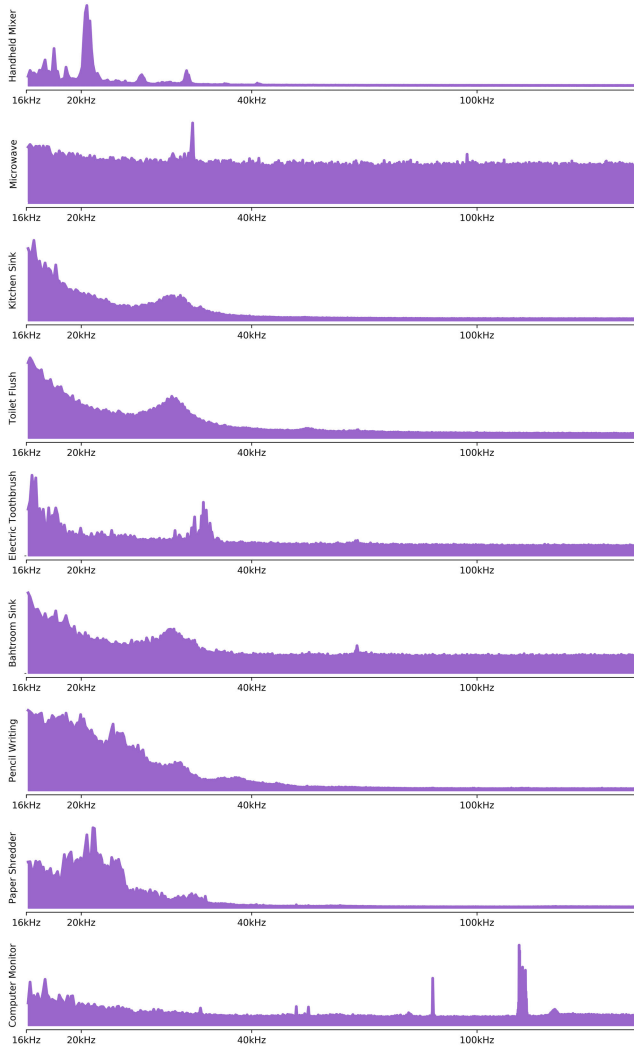 Handheld Mixer
16kHz 20kHz 40kHz 100kHz
Microwave
16kHz 20kHz 40kHz 100kHz
Kitchen Sink
16kHz 20kHz 40kHz 100kHz
Toilet Flush
16kHz 20kHz 40kHz 100kHz
Electric Toothbrush
16kHz 20kHz 40kHz 100kHz
Bahtroom Sink
16kHz 20kHz 40kHz 100kHz
Pencil Writing
16kHz 20kHz 40kHz 100kHz
Paper Shredder
16kHz 20kHz 40kHz 100kHz
Computer Monitor
16kHz 20kHz 40kHz 100kHz